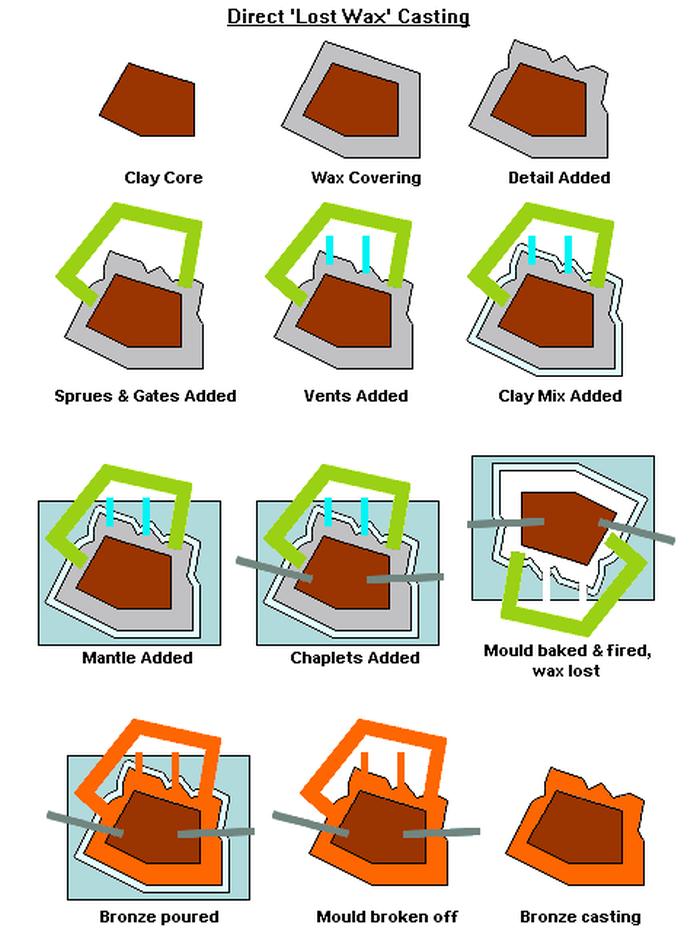 Direct 'Lost Wax' Casting
Clay Core
Wax Covering
Detail Added
Sprues & Gates Added
Vents Added
Clay Mix Added
Mantle Added
Chaplets Added
Mould baked & fired,
wax lost
Bronze poured
Mould broken off
Bronze casting